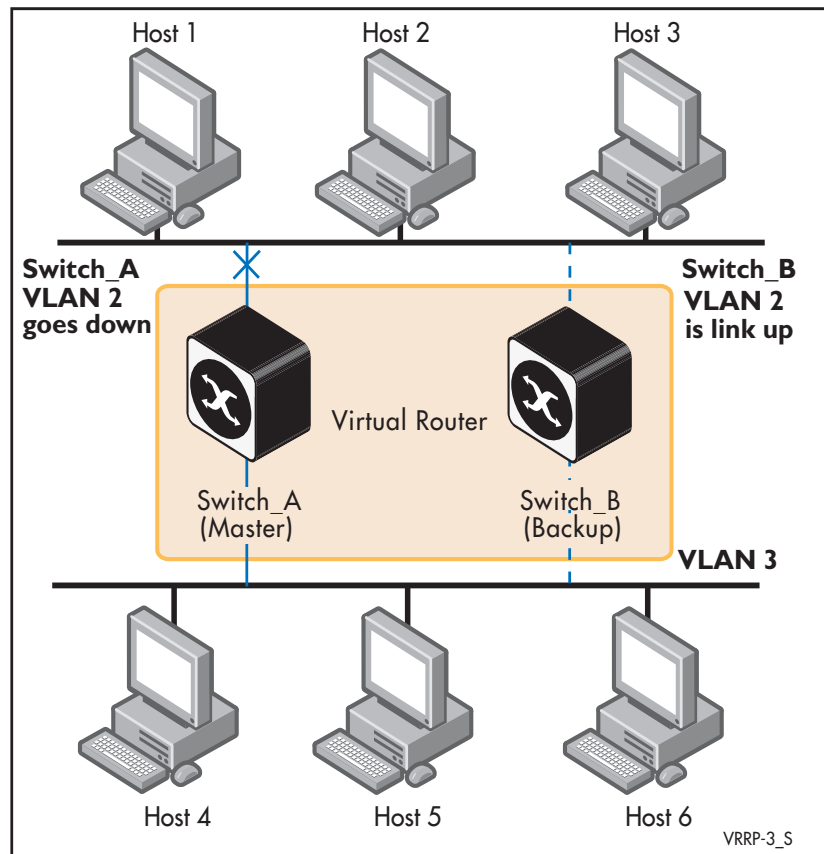 Host 1
Host 2
Host 3
Switch_A
VLAN 2
goes down
Switch_B
VLAN 2
is link up
Virtual Router
Switch_A
(Master)
Switch_B
(Backup)
VLAN 3
Host 4
Host 5
Host 6
VRRP-3_S